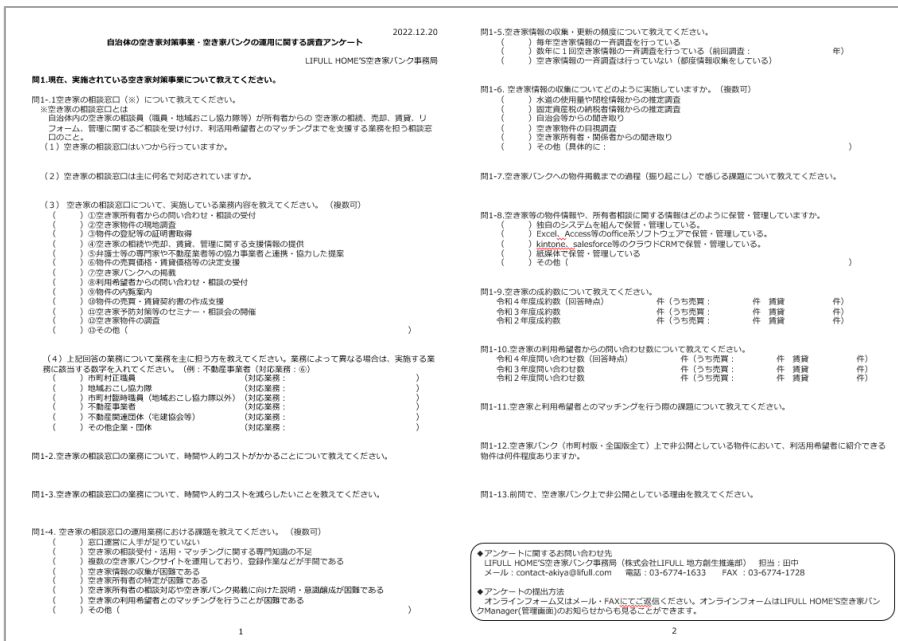 2022.12.20
自治体の空き家対策事業・空き家バンクの運用に関する調査アンケート
LIFULL HOME'S空き家バンク事務局
問1.現在、実施されている空き家対策事業について教えてください。
問1-.1空き家の相談窓口（※）について教えてください。
※空き家の相談窓口とは
自治体内の空き家の相談員（職員・地域おこし協力隊等）が所有者からの 空き家の相続、売却、賃貸、リ
フォーム、管理に関するご相談を受け付け、利活用希望者とのマッチングまでを支援する業務を担う相談窓
口のこと。
（１）空き家の相談窓口はいつから行っていますか。
（２）空き家の相談窓口は主に何名で対応されていますか。
（３） 空き家の相談窓口について、実施している業務内容を教えてください。（複数可）
（　　）①空き家所有者からの問い合わせ・相談の受付
（　　）②空き家物件の現地調査
（　　）③物件の登記等の証明書取得
（　　）④空き家の相続や売却、賃貸、管理に関する支援情報の提供
（　　）⑤弁護士等の専門家や不動産業者等の協力事業者と連携・協力した提案
（　　）⑥物件の売買価格・賃貸価格等の決定支援
（　　）⑦空き家バンクへの掲載
（　　）⑧利用希望者からの問い合わせ・相談の受付
（　　）⑨物件の内覧案内
（　　）⑩物件の売買・賃貸契約書の作成支援
（　　）⑪空き家予防対策等のセミナー・相談会の開催
（　　）⑫空き家物件の調査
（　　）⑬その他（　　　　）
（４）上記回答の業務について業務を主に担う方を教えてください。業務によって異なる場合は、実施する業
務に該当する数字を入れてください。（例：不動産事業者（対応業務：⑥）
（　　）市町村正職員　　（対応業務：　　）
（　　）地域おこし協力隊　　（対応業務：　　）
（　　）市町村臨時職員（地域おこし協力隊以外）（対応業務：　　）
（　　）不動産事業者　　（対応業務：　　）
（　　）不動産関連団体（宅建協会等）　　（対応業務：　　）
（　　）その他企業・団体　　（対応業務：　　）
問1-2.空き家の相談窓口の業務について、時間や人的コストがかかることについて教えてください。
問1-3.空き家の相談窓口の業務について、時間や人的コストを減らしたいことを教えてください。
問1-4. 空き家の相談窓口の運用業務における課題を教えてください。（複数可）
（　　）窓口運営に人手が足りていない
（　　）空き家の相談受付・活用・マッチングに関する専門知識の不足
（　　）複数の空き家バンクサイトを運用しており、登録作業などが手間である
（　　）空き家情報の収集が困難である
（　　）空き家所有者の特定が困難である
（　　）空き家所有者の相談対応や空き家バンク掲載に向けた説明・意識醸成が困難である
（　　）空き家の利用希望者とのマッチングを行うことが困難である
（　　）その他（　　　　）
1
問1-5.空き家情報の収集・更新の頻度について教えてください。
（　　）毎年空き家情報の一斉調査を行っている
（　　）数年に１回空き家情報の一斉調査を行っている（前回調査：　　年）
（　　）空き家情報の一斉調査は行っていない（都度情報収集をしている）
問1-6. 空き家情報の収集についてどのように実施していますか。（複数可）
（　　）水道の使用量や閉栓情報からの推定調査
（　　）固定資産税の納税者情報からの推定調査
（　　）自治会等からの聞き取り
（　　）空き家物件の目視調査
（　　）空き家所有者・関係者からの聞き取り
（　　）その他（具体的に：　　　　）
問1-7.空き家バンクへの物件掲載までの過程（掘り起こし）で感じる課題について教えてください。
問1-8.空き家等の物件情報や、所有者相談に関する情報はどのように保管・管理していますか。
（　　）独自のシステムを組んで保管・管理している。
（　　）Excel、Access等のoffice系ソフトウェアで保管・管理している。
（　　）kintone、salesforce等のクラウドCRMで保管・管理している。
（　　）紙媒体で保管・管理している
（　　）その他（　　　　）
問1-9.空き家の成約数について教えてください。
令和４年度成約数（回答時点）　　件（うち売買：　　件　賃貸　　件）
令和３年度成約数　　件（うち売買：　　件　賃貸　　件）
令和２年度成約数　　件（うち売買：　　件　賃貸　　件）
問1-10.空き家の利用希望者からの問い合わせ数について教えてください。
令和４年度問い合わせ数（回答時点）　　件（うち売買：　　件　賃貸　　件）
令和３年度問い合わせ数　　件（うち売買：　　件　賃貸　　件）
令和２年度問い合わせ数　　件（うち売買：　　件　賃貸　　件）
問1-11.空き家と利用希望者とのマッチングを行う際の課題について教えてください。
問1-12.空き家バンク（市町村版・全国版全て）上で非公開としている物件において、利活用希望者に紹介できる
物件は何件程度ありますか。
問1-13.前問で、空き家バンク上で非公開としている理由を教えてください。
◆アンケートに関するお問い合わせ先
LIFULL HOME'S空き家バンク事務局（株式会社LIFULL 地方創生推進部）　担当：田中
メール：contact-akiya@lifull.com　電話：03-6774-1633　FAX：03-6774-1728
◆アンケートの提出方法
オンラインフォーム又はメール・FAXにてご返信ください。オンラインフォームはLIFULL HOME'S空き家バン
クManager(管理画面)のお知らせからも見ることができます。
2